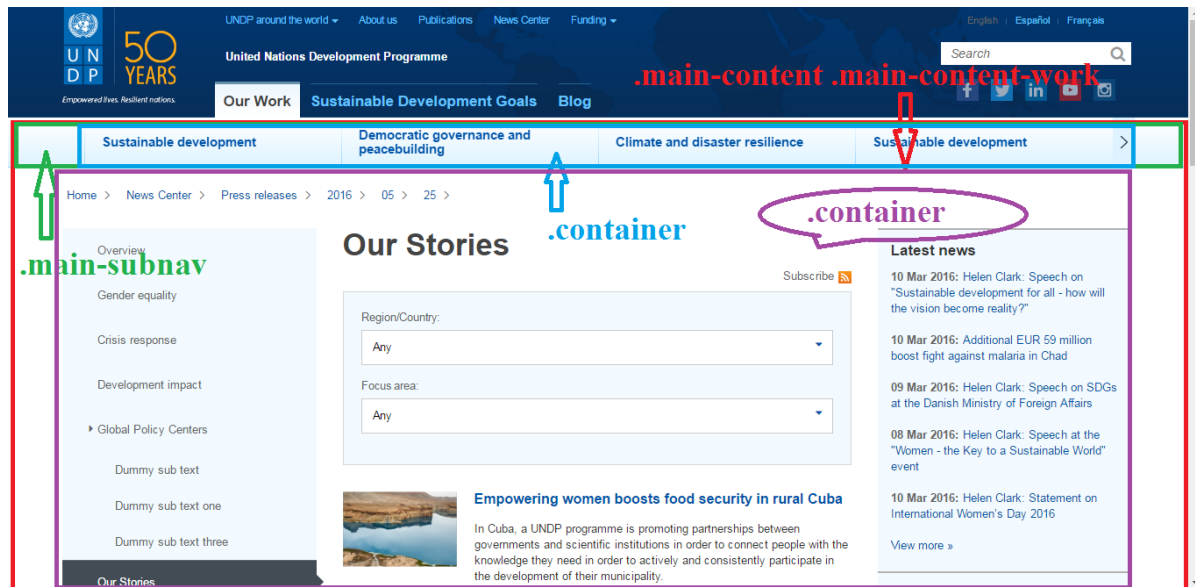 UNDP around the world About us Publications News Center Funding English Español Français
U N
D P
50
YEARS
Empowered lives. Resilient nations.
United Nations Development Programme
Search
.main-content .main-content-work
Our Work Sustainable Development Goals Blog
Sustainable development
Democratic governance and
peacebuilding
Climate and disaster resilience
Sustainable development
Home > News Center > Press releases > 2016 > 05 > 25 >
.container
.container
.main-subnav
Overview
Gender equality
Crisis response
Development impact
Global Policy Centers
Dummy sub text
Dummy sub text one
Dummy sub text three
Our Stories
Our Stories
Subscribe
Region/Country:
Any
Focus area:
Any
Empowering women boosts food security in rural Cuba
In Cuba, a UNDP programme is promoting partnerships between
governments and scientific institutions in order to connect people with the
knowledge they need in order to actively and consistently participate in
the development of their municipality.
Latest news
10 Mar 2016: Helen Clark: Speech on
"Sustainable development for all - how will
the vision become reality?"
10 Mar 2016: Additional EUR 59 million
boost fight against malaria in Chad
09 Mar 2016: Helen Clark: Speech on SDGs
at the Danish Ministry of Foreign Affairs
08 Mar 2016: Helen Clark: Speech at the
"Women - the Key to a Sustainable World"
event
10 Mar 2016: Helen Clark: Statement on
International Women's Day 2016
View more »